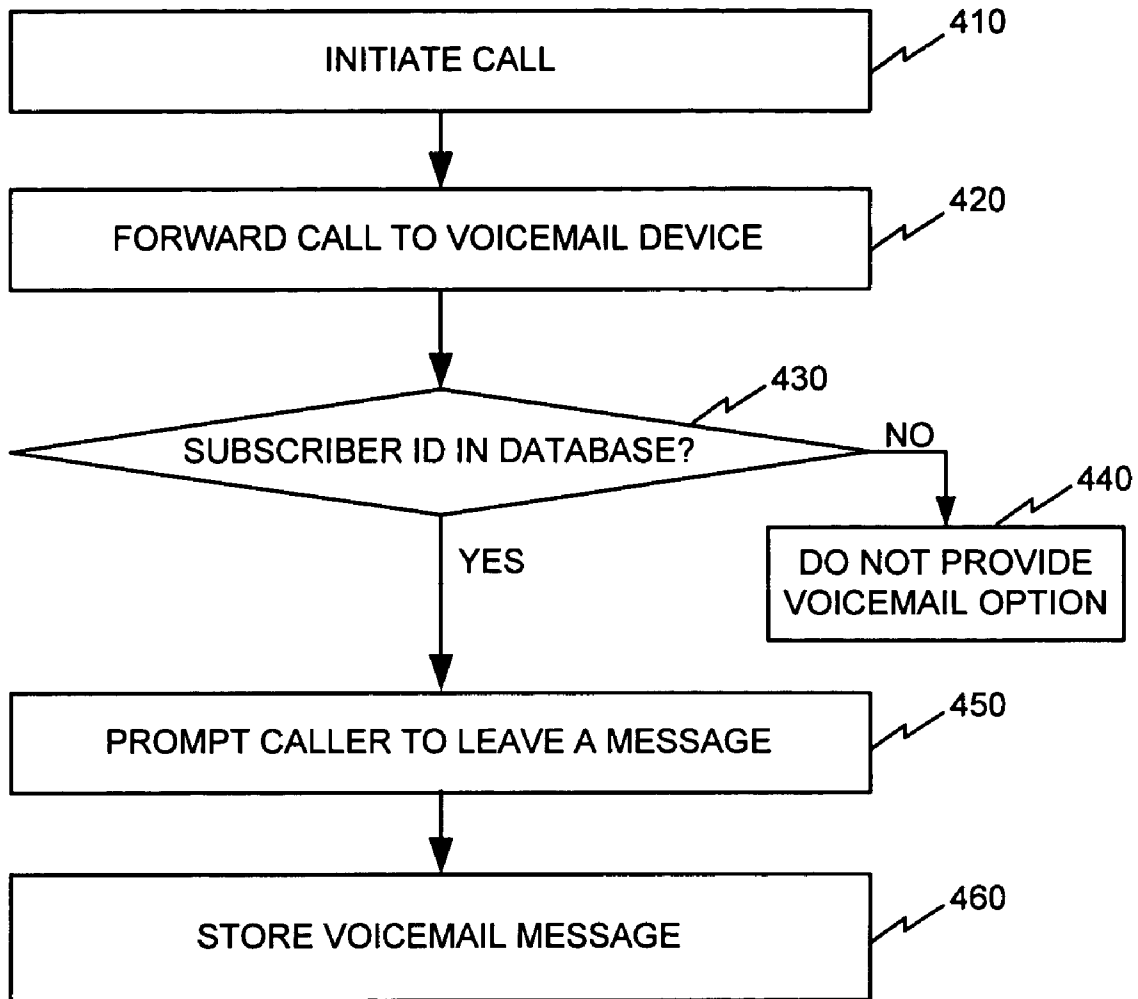 410
INITIATE CALL
420
FORWARD CALL TO VOICEMAIL DEVICE
430
SUBSCRIBER ID IN DATABASE?
NO
440
YES
DO NOT PROVIDE
VOICEMAIL OPTION
450
PROMPT CALLER TO LEAVE A MESSAGE
460
STORE VOICEMAIL MESSAGE